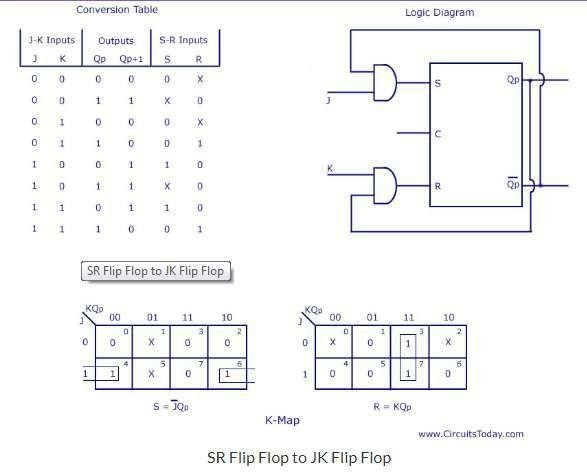 Conversion Table
Logic Diagram
J-K Inputs Outputs S-R Inputs
J K Qp Qp+1 S R
0 0 0 0 0 X
0 0 1 1 X 0
0 1 0 0 0 X
0 1 1 0 0 1
1 0 0 1 1 0
1 0 1 1 X 0
1 1 0 1 1 0
1 1 1 0 0 1
J
K
S
C
R
Qp
Q̅p
SR Flip Flop to JK Flip Flop
KQp
J
00 01 11 10
0 1 3 2
0 0 X 0 0
4 5 7 6
1 1 X 0 1
S = J̅Qp
KQp
J
00 01 11 10
0 1 3 2
0 X 0 1 X
4 5 7 6
1 0 0 1 0
R = KQp
K-Map
www.CircuitsToday.com
SR Flip Flop to JK Flip Flop